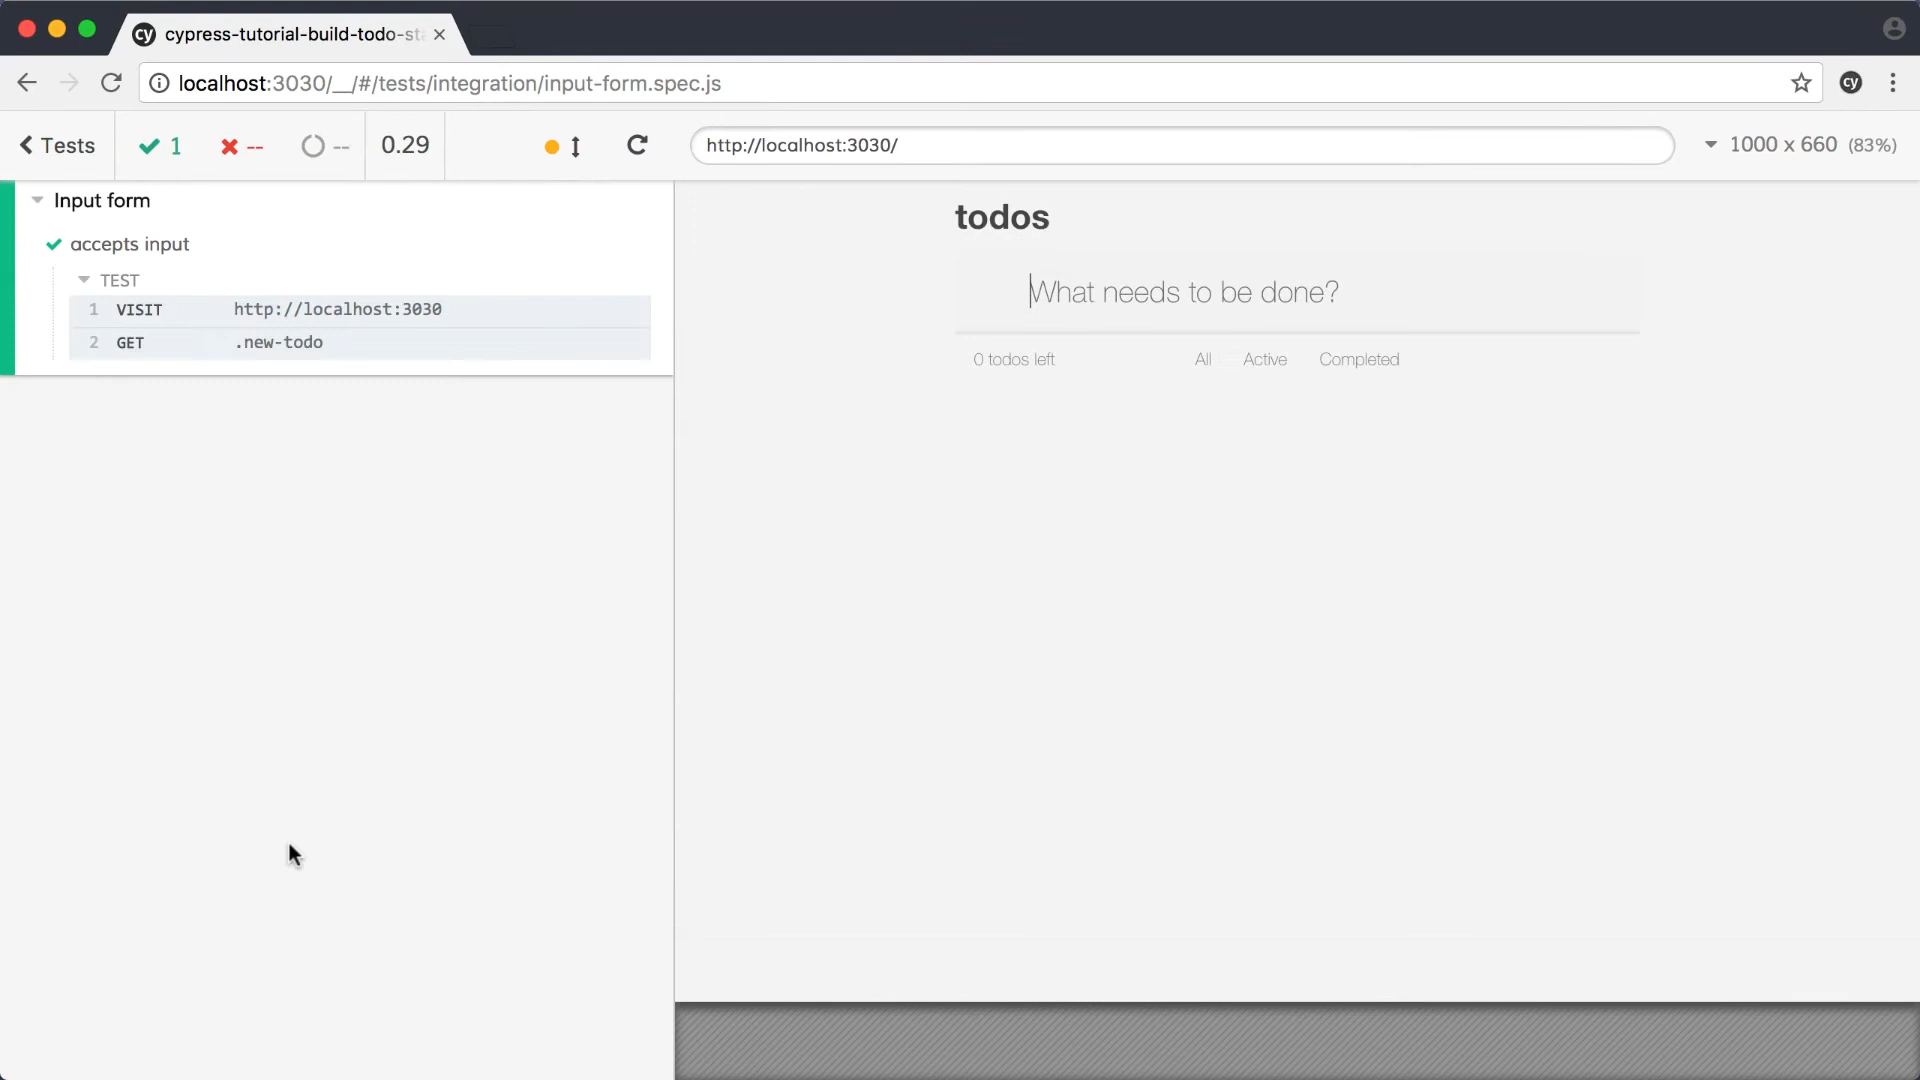 cy cypress-tutorial-build-todo-st
localhost:3030/__/#/tests/integration/input-form.spec.js cy
Tests 1 -- -- 0.29 http://localhost:3030/ 1000 x 660 (83%)
Input form
accepts input
TEST
1 VISIT http://localhost:3030
2 GET .new-todo
todos
What needs to be done?
0 todos left All Active Completed